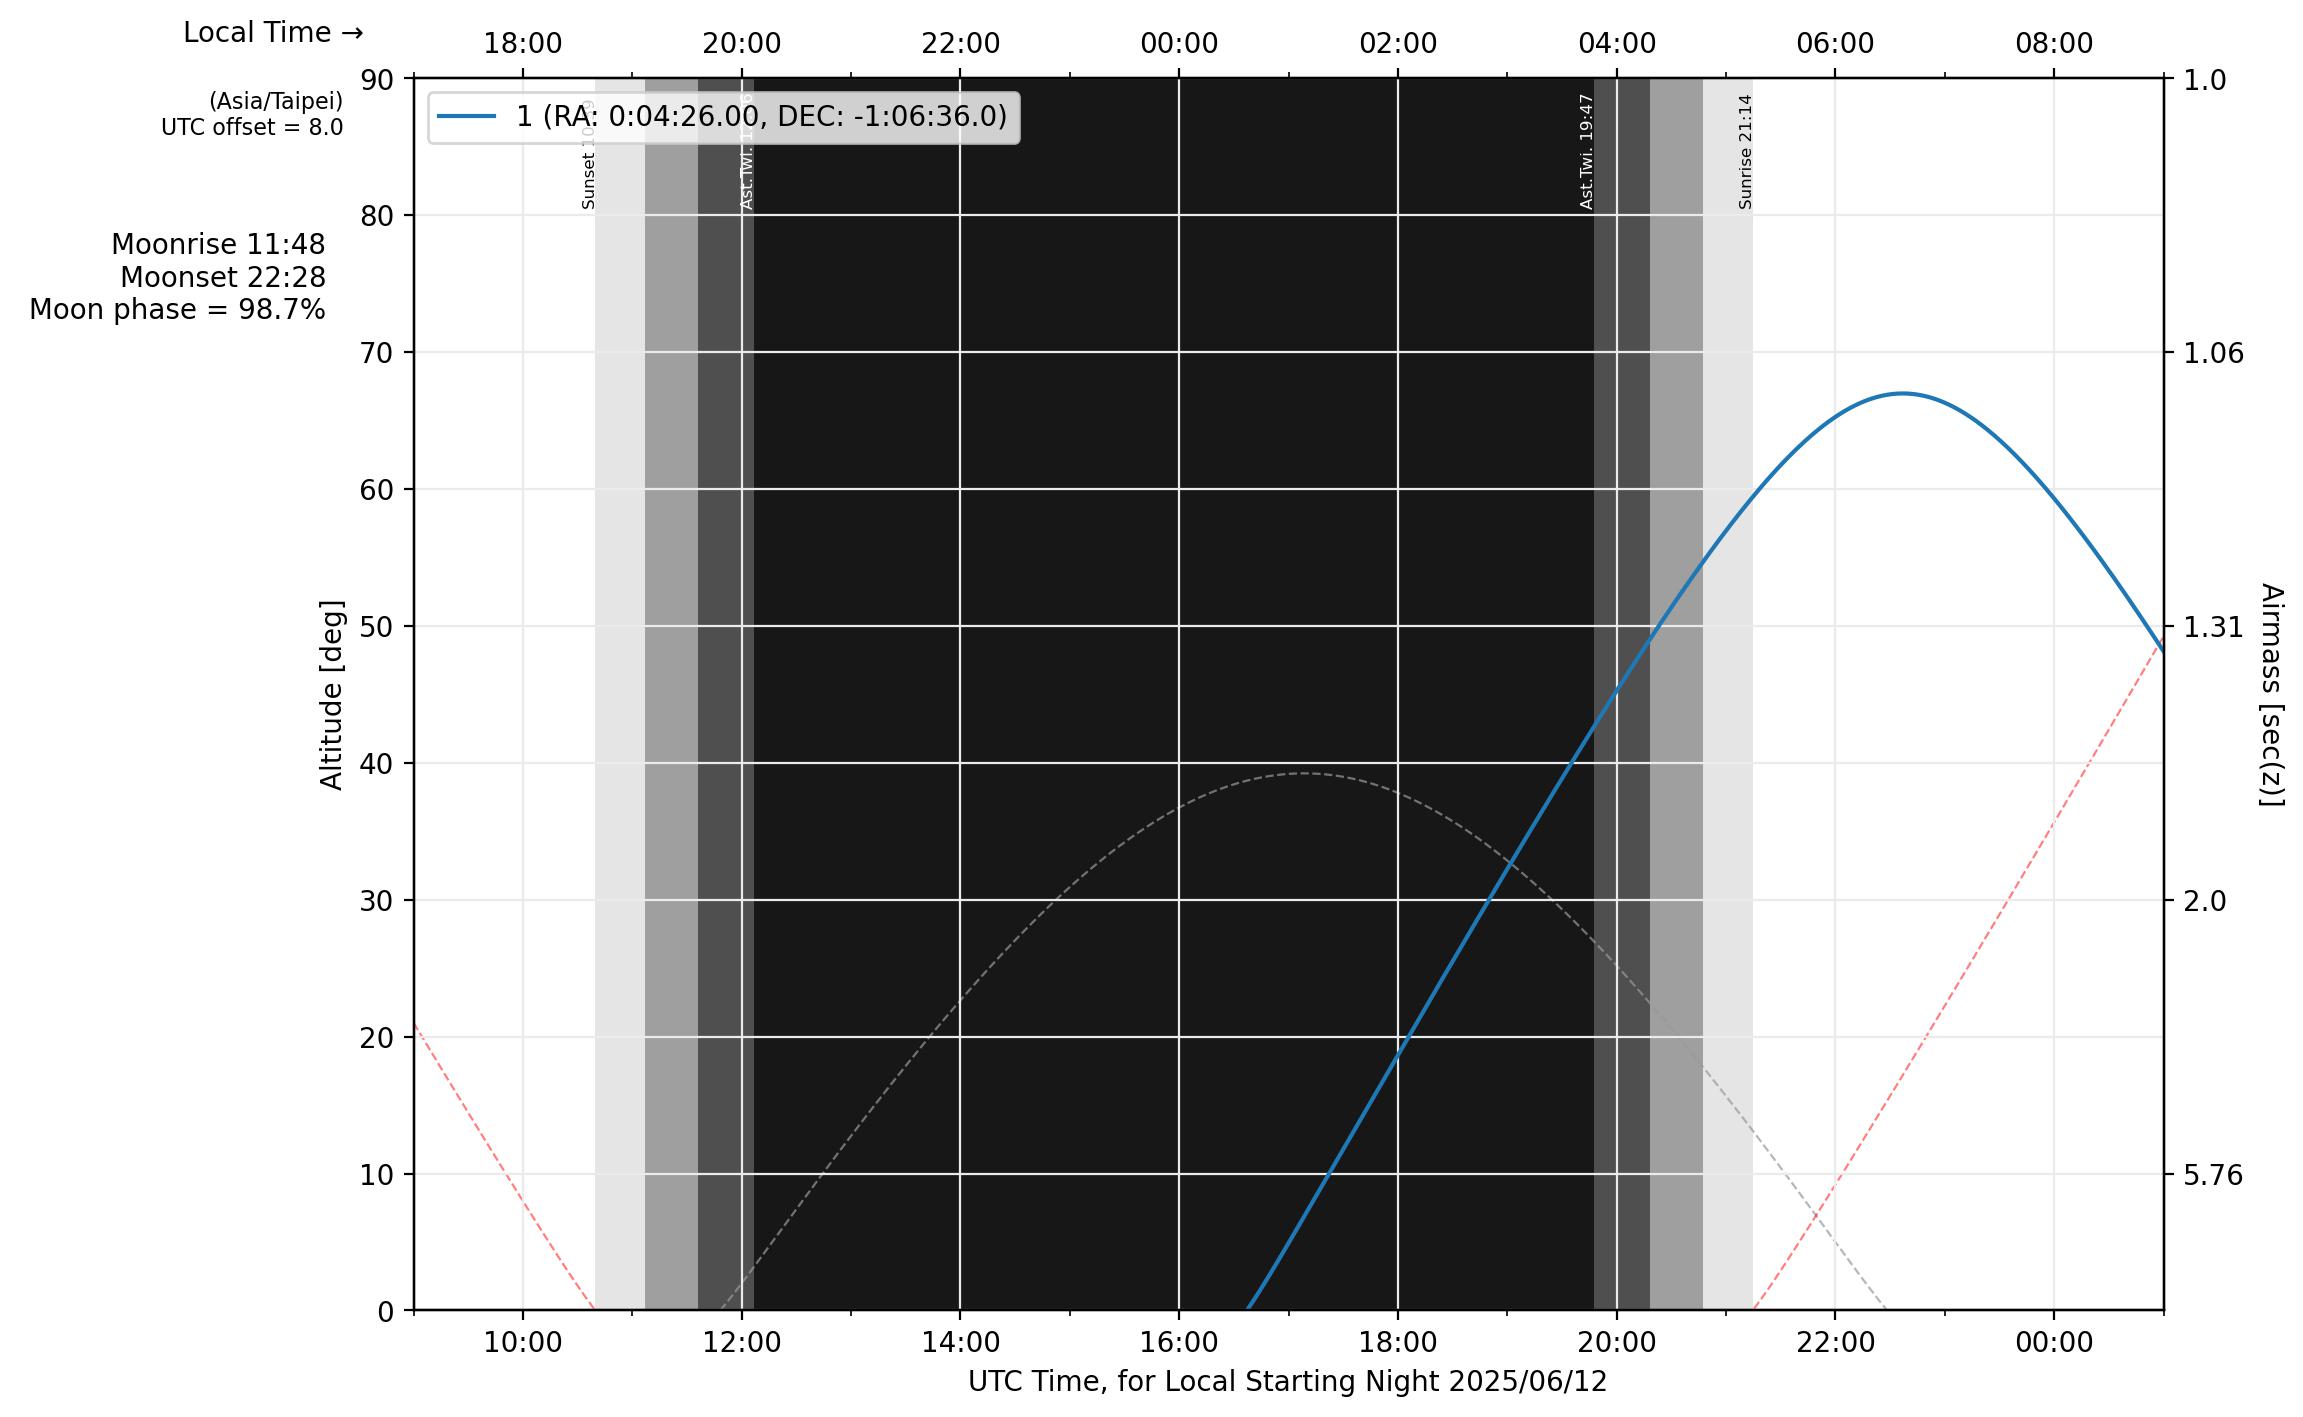 Local Time →
18:00 20:00 22:00 00:00 02:00 04:00 06:00 08:00
(Asia/Taipei)
UTC offset = 8.0
Moonrise 11:48
Moonset 22:28
Moon phase = 98.7%
1 (RA: 0:04:26.00, DEC: -1:06:36.0)
Sunset
Ast.Twi.
Ast.Twi. 19:47
Sunrise 21:14
Altitude [deg]
90
80
70
60
50
40
30
20
10
0
1.0
1.06
1.31
2.0
5.76
Airmass [sec(z)]
10:00 12:00 14:00 16:00 18:00 20:00 22:00 00:00
UTC Time, for Local Starting Night 2025/06/12